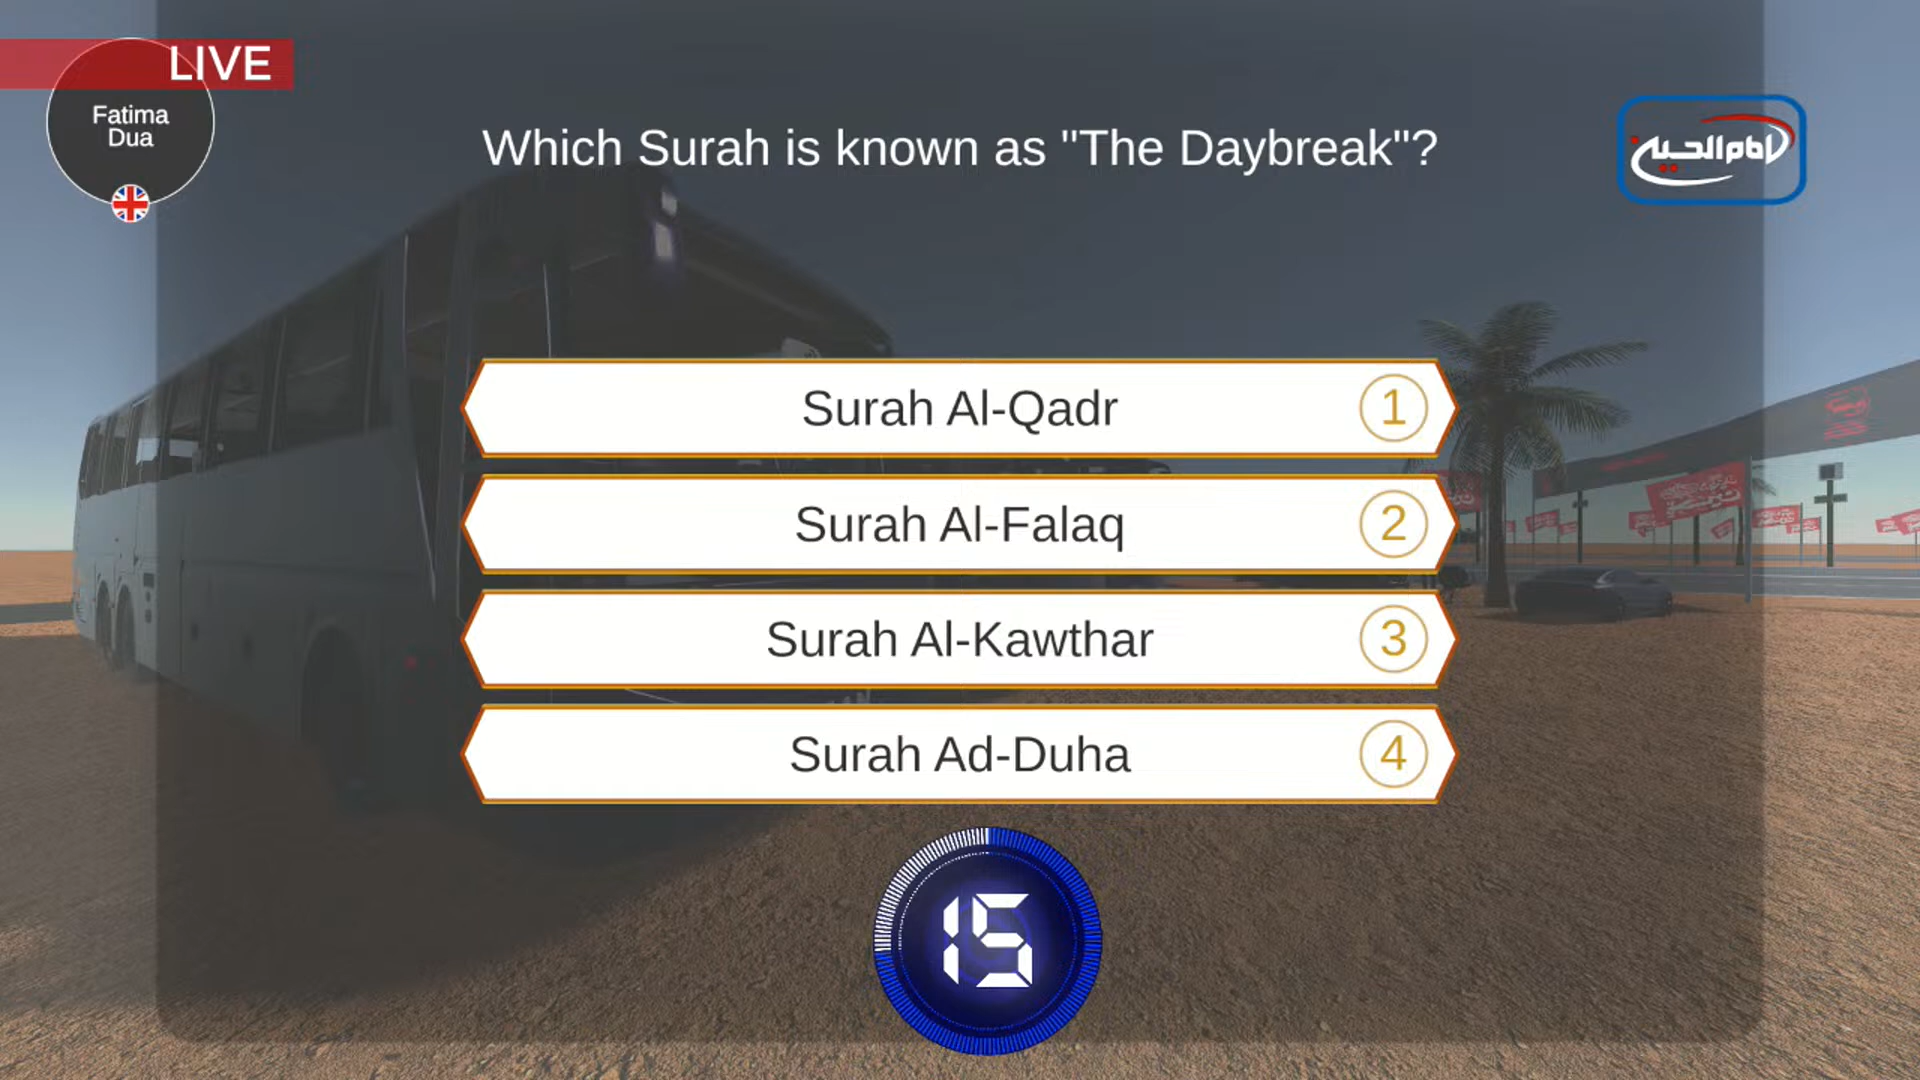 LIVE
Fatima
Dua
Which Surah is known as "The Daybreak"?
Surah Al-Qadr 1
Surah Al-Falaq 2
Surah Al-Kawthar 3
Surah Ad-Duha 4
15